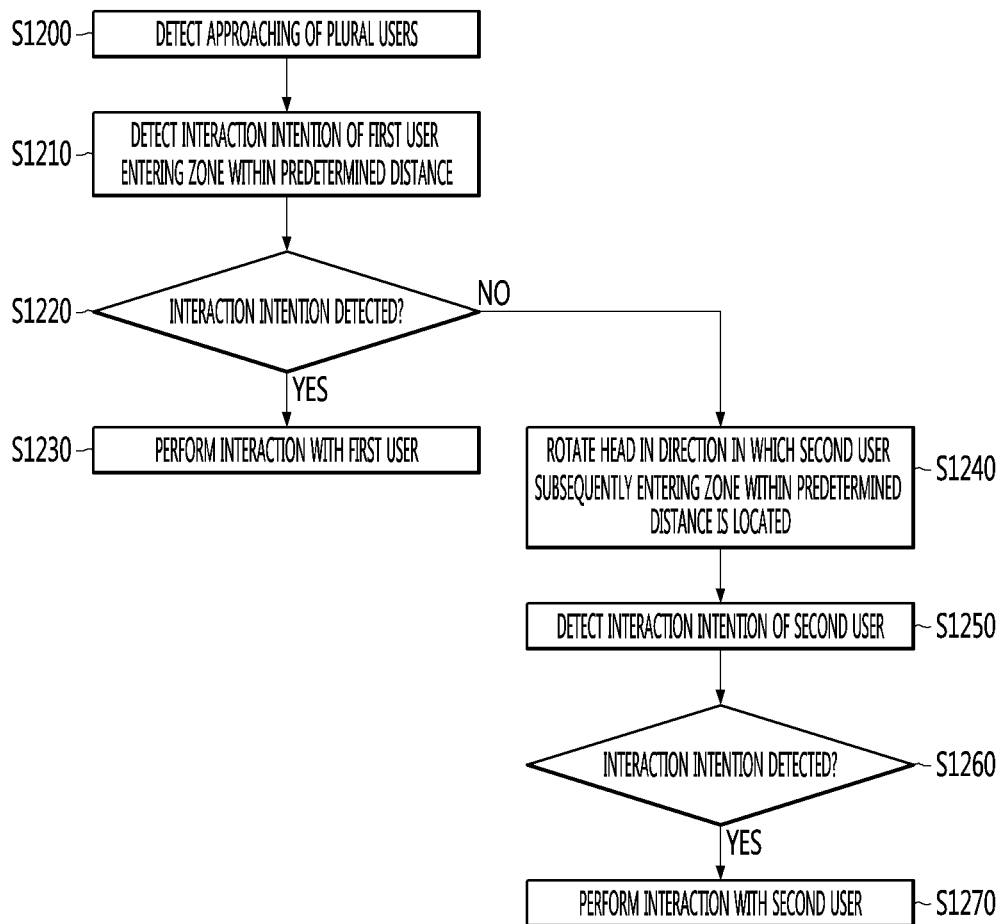 S1200
DETECT APPROACHING OF PLURAL USERS
S1210
DETECT INTERACTION INTENTION OF FIRST USER
ENTERING ZONE WITHIN PREDETERMINED DISTANCE
S1220
INTERACTION INTENTION DETECTED?
NO
YES
S1230
PERFORM INTERACTION WITH FIRST USER
ROTATE HEAD IN DIRECTION IN WHICH SECOND USER
SUBSEQUENTLY ENTERING ZONE WITHIN PREDETERMINED
DISTANCE IS LOCATED
S1240
DETECT INTERACTION INTENTION OF SECOND USER
S1250
INTERACTION INTENTION DETECTED?
S1260
YES
PERFORM INTERACTION WITH SECOND USER
S1270